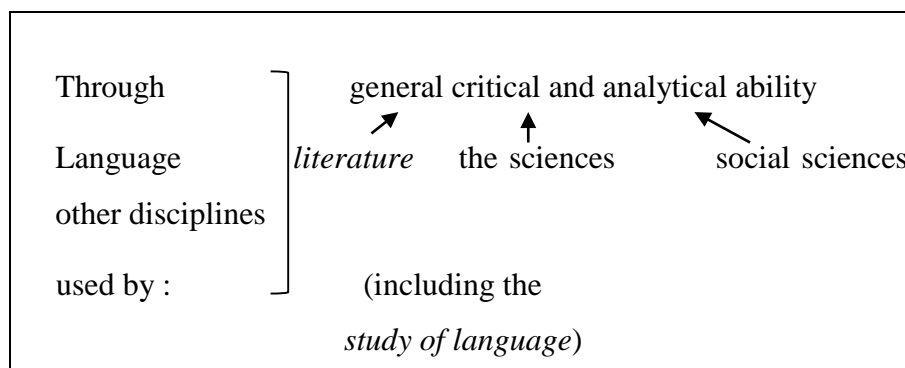 Through general critical and analytical ability
Language literature the sciences social sciences
other disciplines
used by : (including the
study of language)